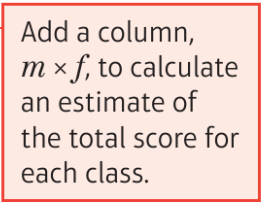 Add a column,
m × f, to calculate
an estimate of
the total score for
each class.